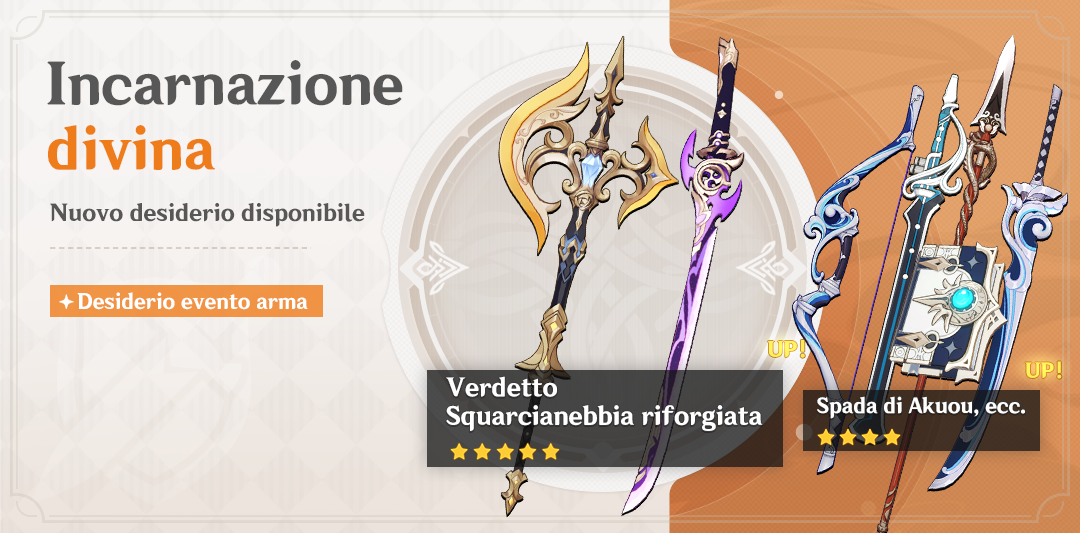 Incarnazione
divina
Nuovo desiderio disponibile
Desiderio evento arma
UP!
Verdetto
Squarcianebbia riforgiata
UP!
Spada di Akuou, ecc.